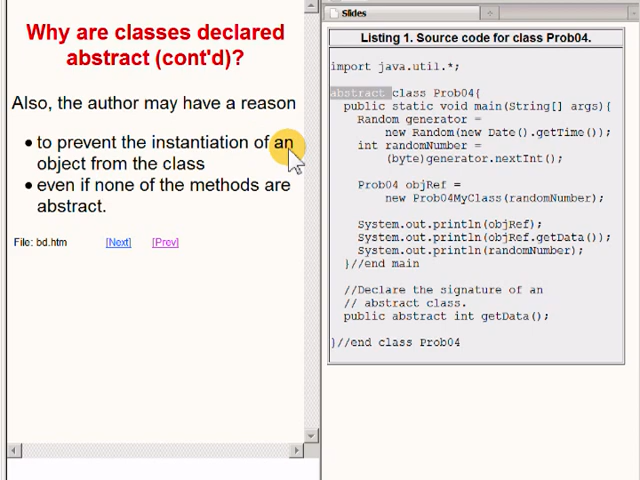 Why are classes declared
abstract (cont'd)?
Also, the author may have a reason
to prevent the instantiation of an
object from the class
even if none of the methods are
abstract.
File: bd.htm [Next] [Prev]
Slides
Listing 1. Source code for class Prob04.
import java.util.*;
abstract class Prob04{
public static void main(String[] args){
Random generator =
new Random(new Date().getTime());
int randomNumber =
(byte)generator.nextInt();
Prob04 objRef =
new Prob04MyClass(randomNumber);
System.out.println(objRef);
System.out.println(objRef.getData());
System.out.println(randomNumber);
}//end main
//Declare the signature of an
// abstract class.
public abstract int getData();
}//end class Prob04